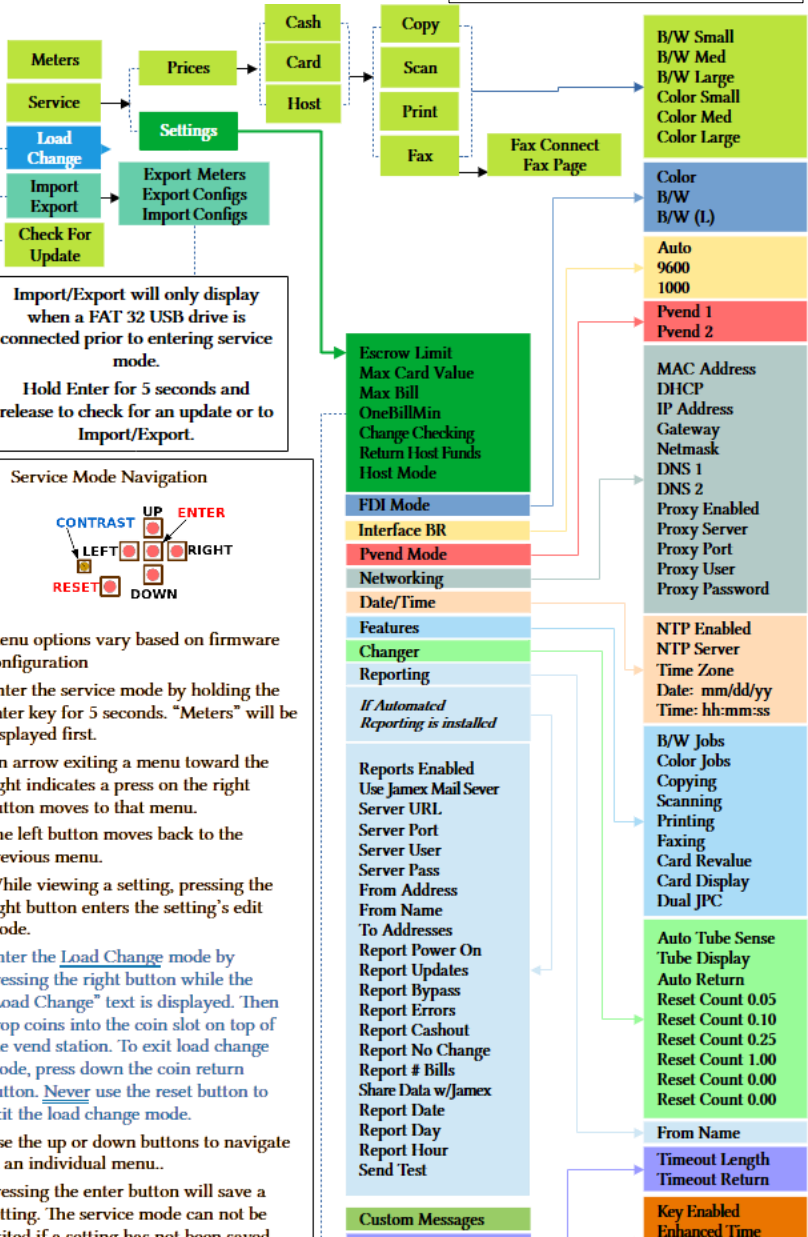 Meters
Service
Load
Change
Import
Export
Check For
Update
Prices
Settings
Export Meters
Export Configs
Import Configs
Cash
Card
Host
Copy
Scan
Print
Fax
Fax Connect
Fax Page
B/W Small
B/W Med
B/W Large
Color Small
Color Med
Color Large
Color
B/W
B/W (L)
Auto
9600
1000
Pvend 1
Pvend 2
MAC Address
DHCP
IP Address
Gateway
Netmask
DNS 1
DNS 2
Proxy Enabled
Proxy Server
Proxy Port
Proxy User
Proxy Password
NTP Enabled
NTP Server
Time Zone
Date: mm/dd/yy
Time: hh:mm:ss
B/W Jobs
Color Jobs
Copying
Scanning
Printing
Faxing
Card Revalue
Card Display
Dual JPC
Auto Tube Sense
Tube Display
Auto Return
Reset Count 0.05
Reset Count 0.10
Reset Count 0.25
Reset Count 1.00
Reset Count 0.00
Reset Count 0.00
From Name
Timeout Length
Timeout Return
Key Enabled
Enhanced Time
Import/Export will only display
when a FAT 32 USB drive is
connected prior to entering service
mode.
Hold Enter for 5 seconds and
release to check for an update or to
Import/Export.
Service Mode Navigation
UP
CONTRAST
ENTER
LEFT
RIGHT
RESET
DOWN
enu options vary based on firmware
onfiguration
nter the service mode by holding the
nter key for 5 seconds. “Meters” will be
splayed first.
n arrow exiting a menu toward the
ght indicates a press on the right
utton moves to that menu.
he left button moves back to the
revious menu.
While viewing a setting, pressing the
ght button enters the setting’s edit
ode.
nter the Load Change mode by
ressing the right button while the
Load Change” text is displayed. Then
rop coins into the coin slot on top of
e vend station. To exit load change
ode, press down the coin return
utton. Never use the reset button to
xit the load change mode.
se the up or down buttons to navigate
an individual menu..
ressing the enter button will save a
tting. The service mode can not be
xited if a setting has not been saved
Escrow Limit
Max Card Value
Max Bill
OneBillMin
Change Checking
Return Host Funds
Host Mode
FDI Mode
Interface BR
Pvend Mode
Networking
Date/Time
Features
Changer
Reporting
If Automated
Reporting is installed
Reports Enabled
Use Jamex Mail Sever
Server URL
Server Port
Server User
Server Pass
From Address
From Name
To Addresses
Report Power On
Report Updates
Report Bypass
Report Errors
Report Cashout
Report No Change
Report # Bills
Share Data w/Jamex
Report Date
Report Day
Report Hour
Send Test
Custom Messages